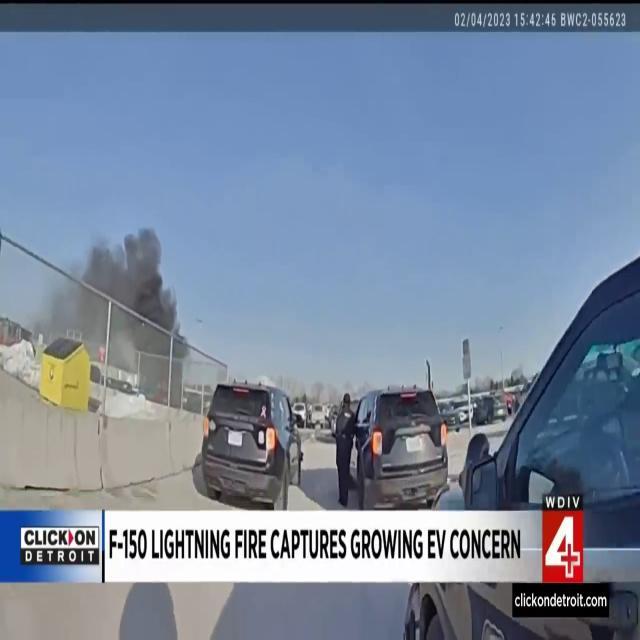 02/04/2023 15:42:46 BWC2-055623
CLICK ON
DETROIT
F-150 LIGHTNING FIRE CAPTURES GROWING EV CONCERN
WDIV
4
clickondetroit.com